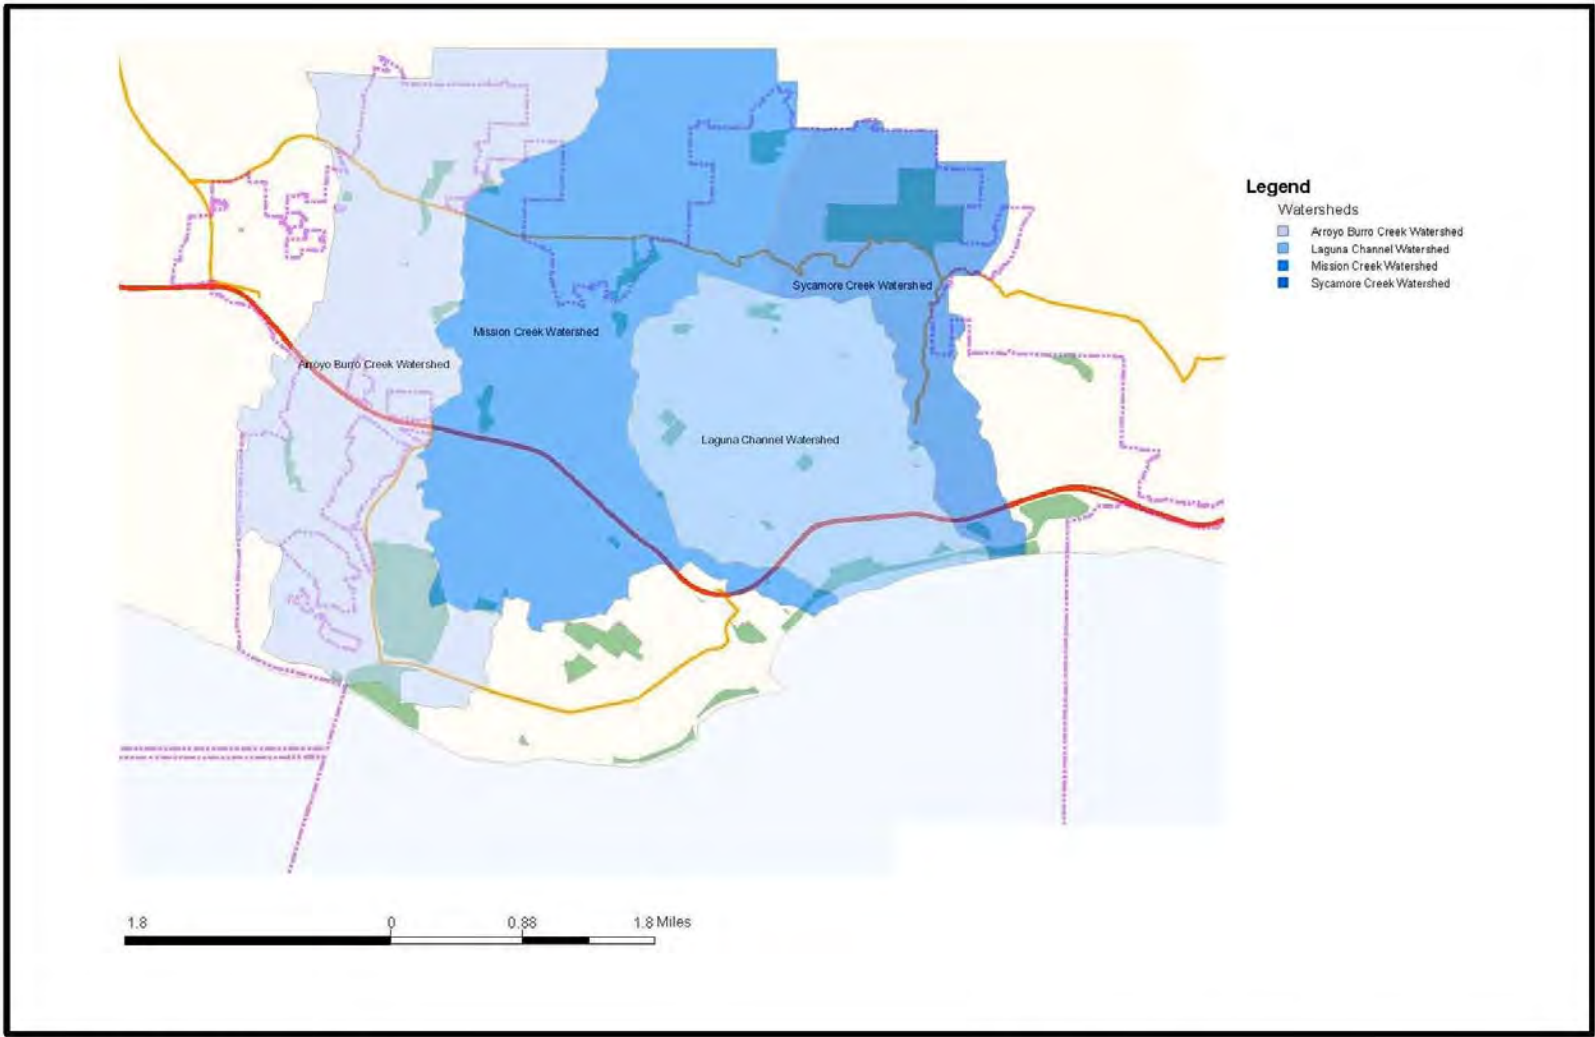 Legend
Watersheds
Arroyo Burro Creek Watershed
Laguna Channel Watershed
Mission Creek Watershed
Sycamore Creek Watershed
Sycamore Creek Watershed
Mission Creek Watershed
Arroyo Burro Creek Watershed
Laguna Channel Watershed
1.8 0 0.88 1.8 Miles